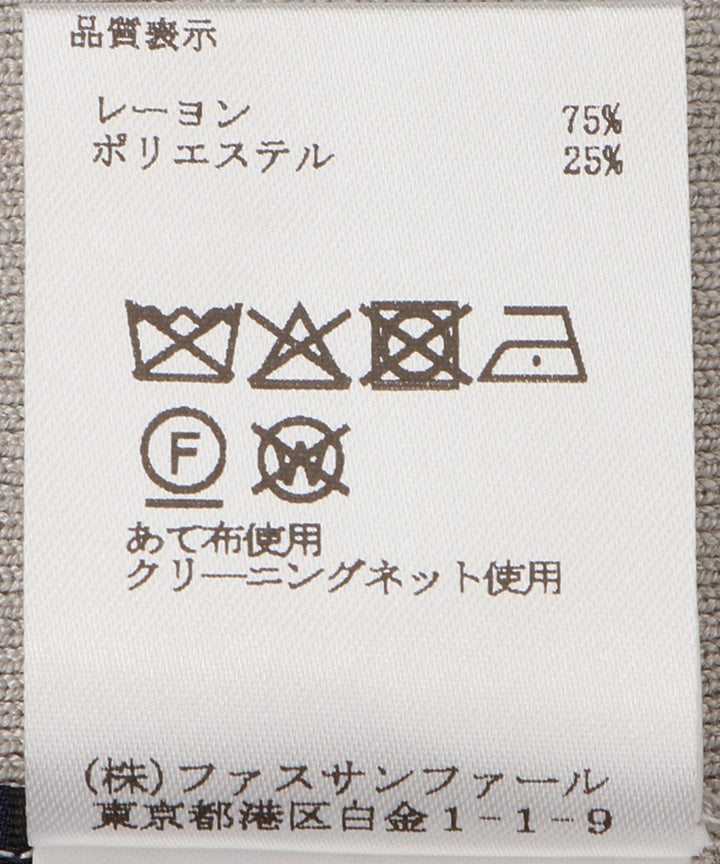 品質表示
レーヨン 75%
ポリエステル 25%
F W
あて布使用
クリーニングネット使用
(株)ファスサンファール
東京都港区白金1-1-9